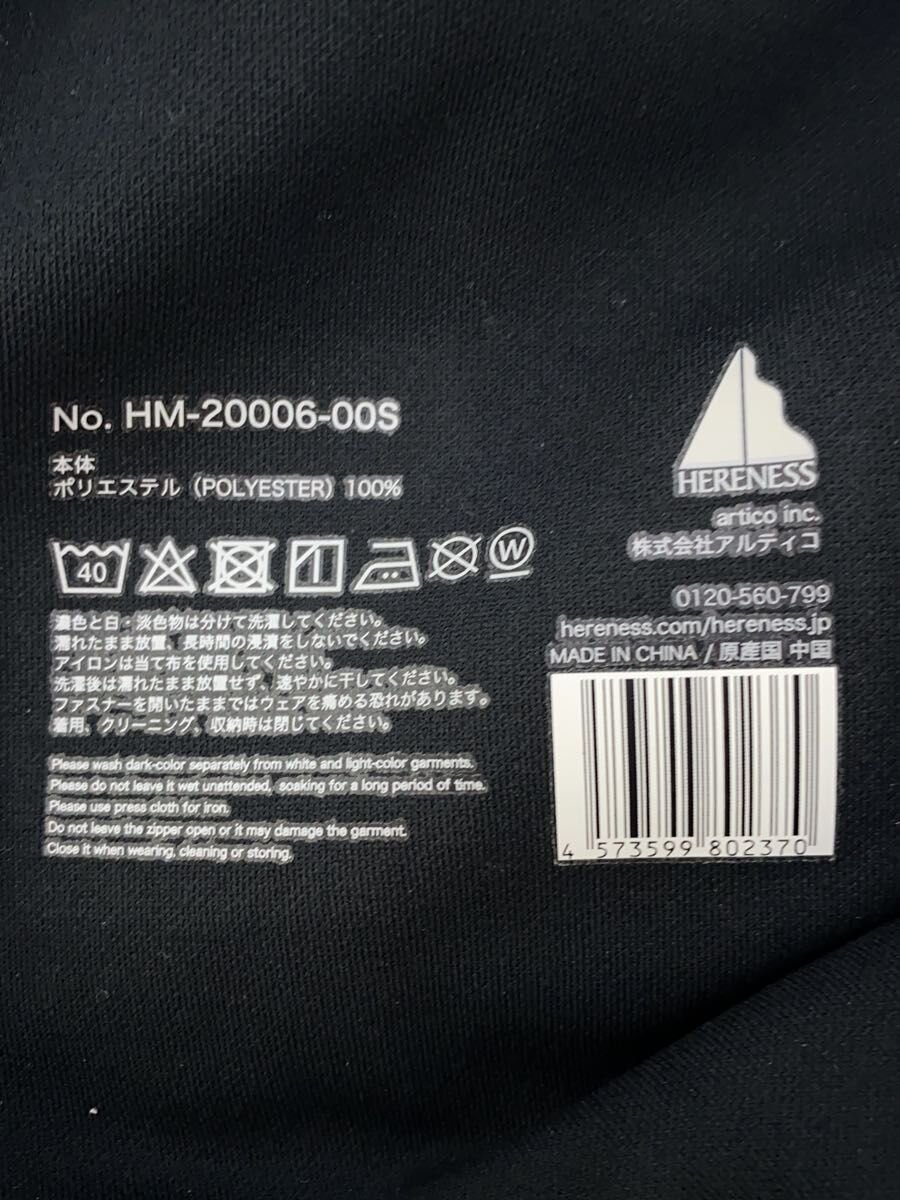 No. HM-20006-00S
本体
ポリエステル（POLYESTER）100%
40
W
濃色と白・淡色物は分けて洗濯してください。
濡れたまま放置、長時間の浸漬をしないでください。
アイロンは当て布を使用してください。
洗濯後は濡れたまま放置せず、速やかに干してください。
ファスナーを開いたままではウェアを痛める恐れがあります。
着用、クリーニング、収納時は閉じてください。
Please wash dark-color separately from white and light-color garments.
Please do not leave it wet unattended, soaking for a long period of time.
Please use press cloth for iron.
Do not leave the zipper open or it may damage the garment.
Close it when wearing, cleaning or storing.
HERENESS
artico inc.
株式会社アルティコ
0120-560-799
hereness.com/hereness.jp
MADE IN CHINA / 原産国 中国
4 573599 802370